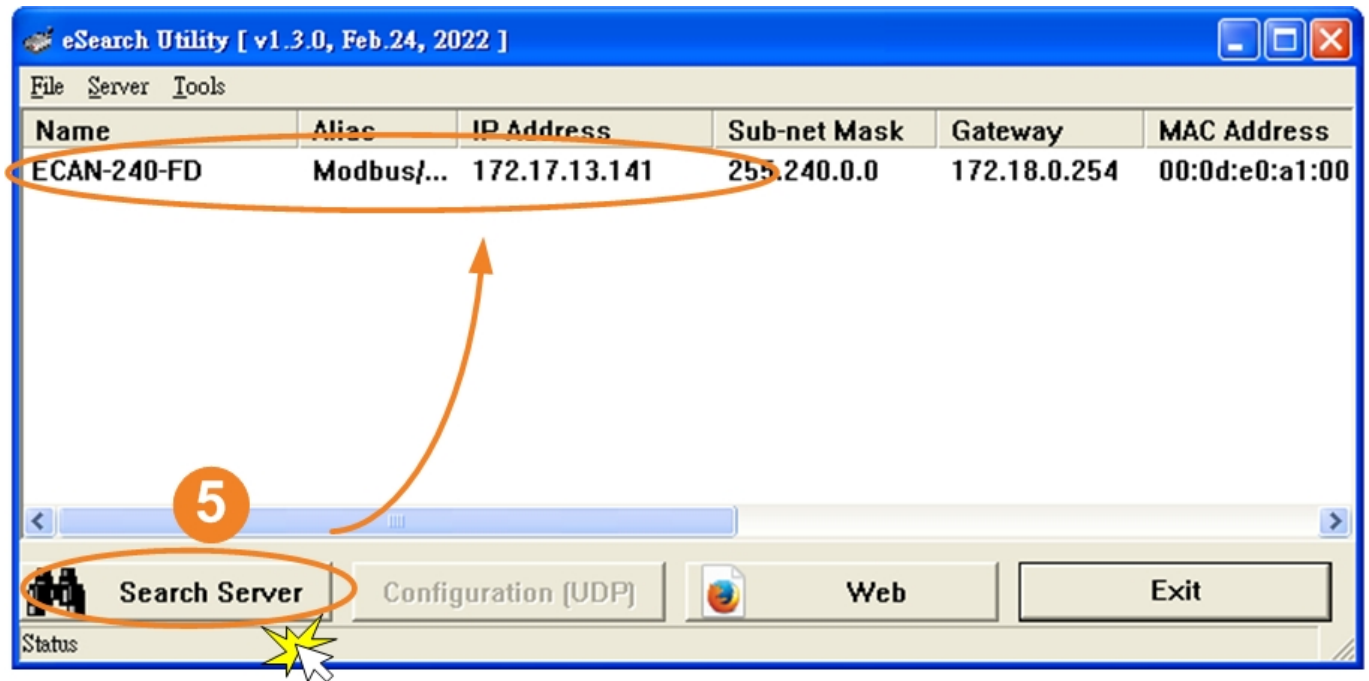 eSearch Utility [ v1.3.0, Feb.24, 2022 ]
File Server Tools
Name Alias IP Address Sub-net Mask Gateway MAC Address
ECAN-240-FD Modbus/... 172.17.13.141 255.240.0.0 172.18.0.254 00:0d:e0:a1:00
5
Search Server Configuration (UDP) Web Exit
Status